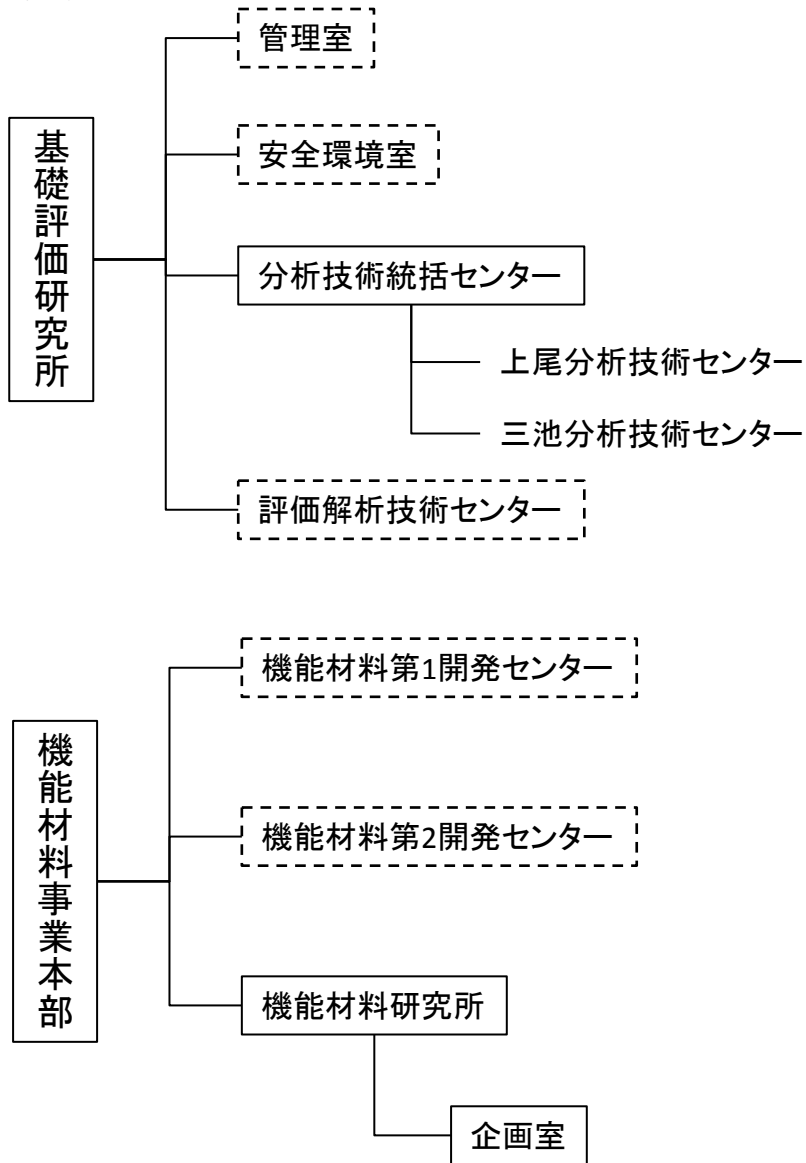 基礎評価研究所
管理室
安全環境室
分析技術統括センター
上尾分析技術センター
三池分析技術センター
評価解析技術センター
機能材料事業本部
機能材料第1開発センター
機能材料第2開発センター
機能材料研究所
企画室